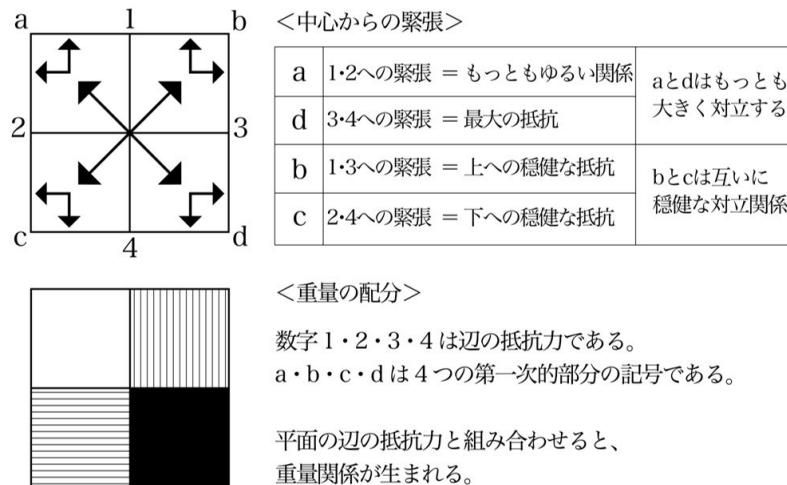 a 1 b
2 3
c 4 d
＜中心からの緊張＞
a 1・2への緊張 ＝ もっともゆるい関係
d 3・4への緊張 ＝ 最大の抵抗
aとdはもっとも
大きく対立する
b 1・3への緊張 ＝ 上への穏健な抵抗
c 2・4への緊張 ＝ 下への穏健な抵抗
bとcは互いに
穏健な対立関係
＜重量の配分＞
数字 1・2・3・4 は辺の抵抗力である。
a・b・c・d は 4 つの第一次的部分の記号である。
平面の辺の抵抗力と組み合わせると、
重量関係が生まれる。